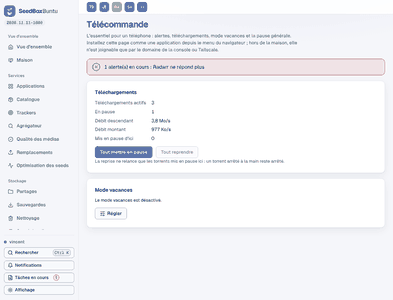 SeedBoxBuntu
Vue d'ensemble
Vue d'ensemble
Maison
Services
Applications
Catalogue
Trackers
Agrégateur
Qualité des médias
Remplacements
Optimisation des seeds
Stockage
Partages
Sauvegardes
Nettoyage
vincent
Rechercher
Ctrl K
Notifications
Tâches en cours
Affichage
Télécommande
L'essentiel pour un téléphone : alertes, téléchargements, mode vacances et pause générale.
Installez cette page comme une application depuis le menu du navigateur ; hors de la maison, elle
n'est joignable que par le domaine de la console ou Tailscale.
1 alerte(s) en cours : Radarr ne répond plus.
Téléchargements
Téléchargements actifs 3
En pause 1
Débit descendant 3,8 Mo/s
Débit montant 977 Ko/s
Mis en pause d'ici 0
Tout mettre en pause
Tout reprendre
La reprise ne relance que les torrents mis en pause ici : un torrent arrêté à la main reste arrêté.
Mode vacances
Le mode vacances est désactivé.
Régler